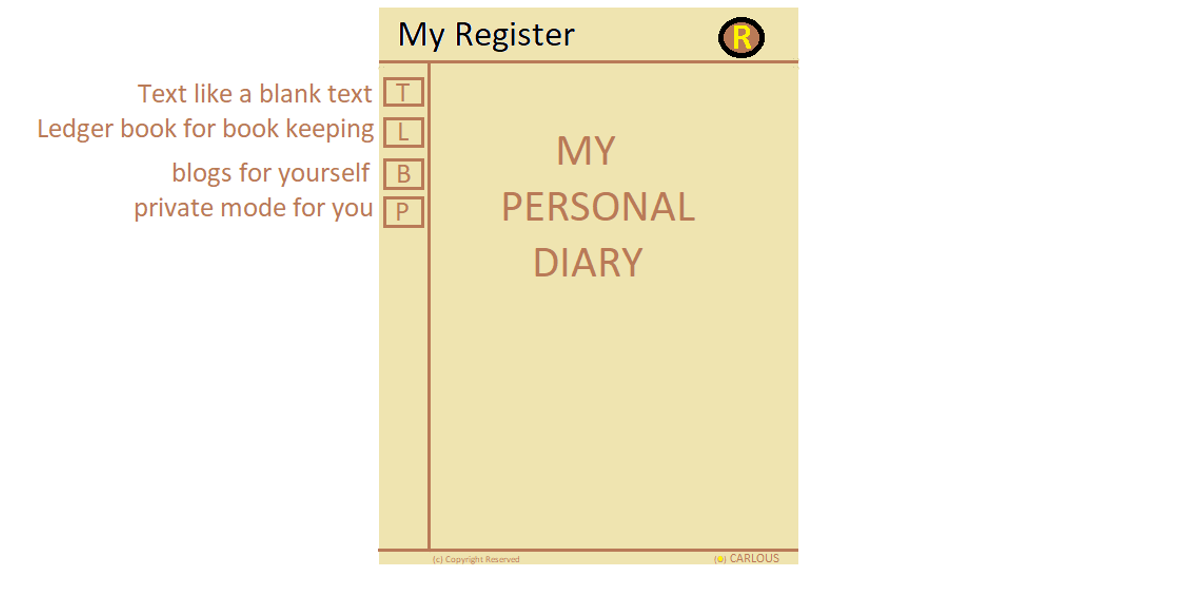 My Register
R
Text like a blank text
T
Ledger book for book keeping
L
blogs for yourself
B
private mode for you
P
MY
PERSONAL
DIARY
(c) Copyright Reserved
CARLOUS